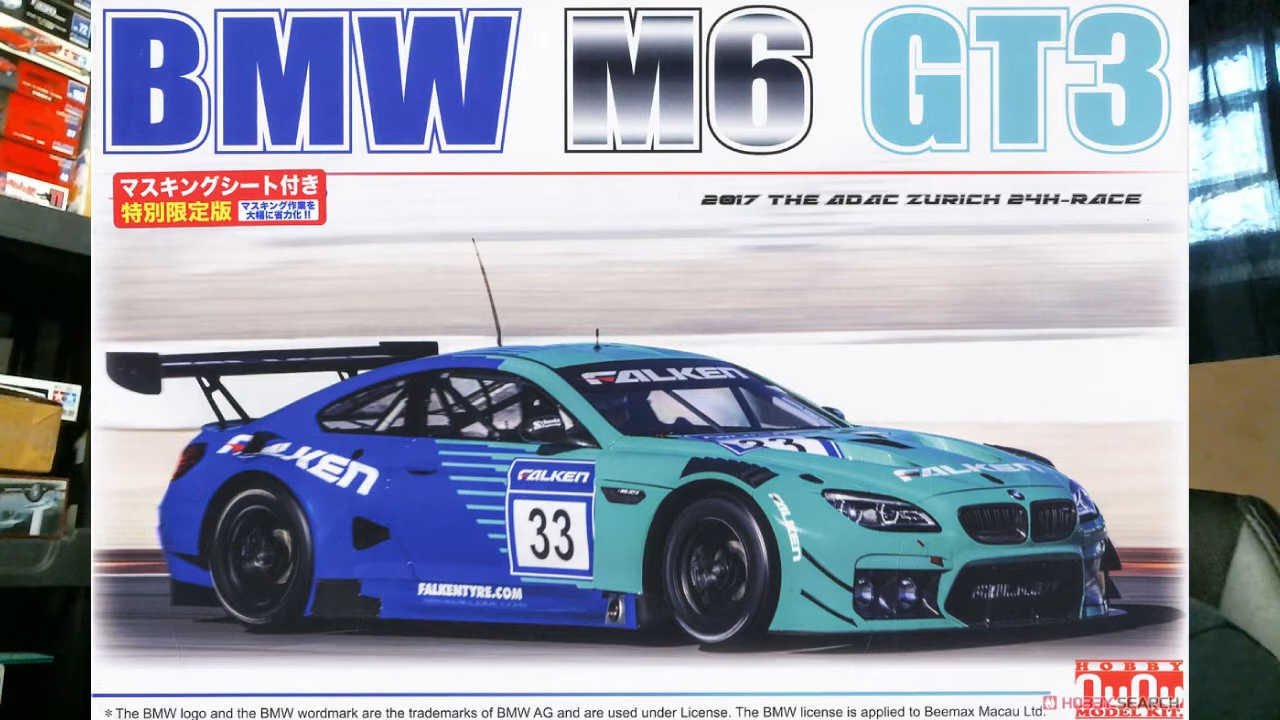 BMW M6 GT3
マスキングシート付き
特別限定版
マスキング作業を
大幅に省力化!!
2017 THE ADAC ZURICH 24H-RACE
FALKEN
33
FALKEN
FALKEN
FALKEN
33
FALKEN
FALKENTYRE.COM
HOBBY
NuNu
MODEL KIT
HOBBY SEARCH
＊The BMW logo and the BMW wordmark are the trademarks of BMW AG and are used under License. The BMW license is applied to Beemax Macau Ltd.